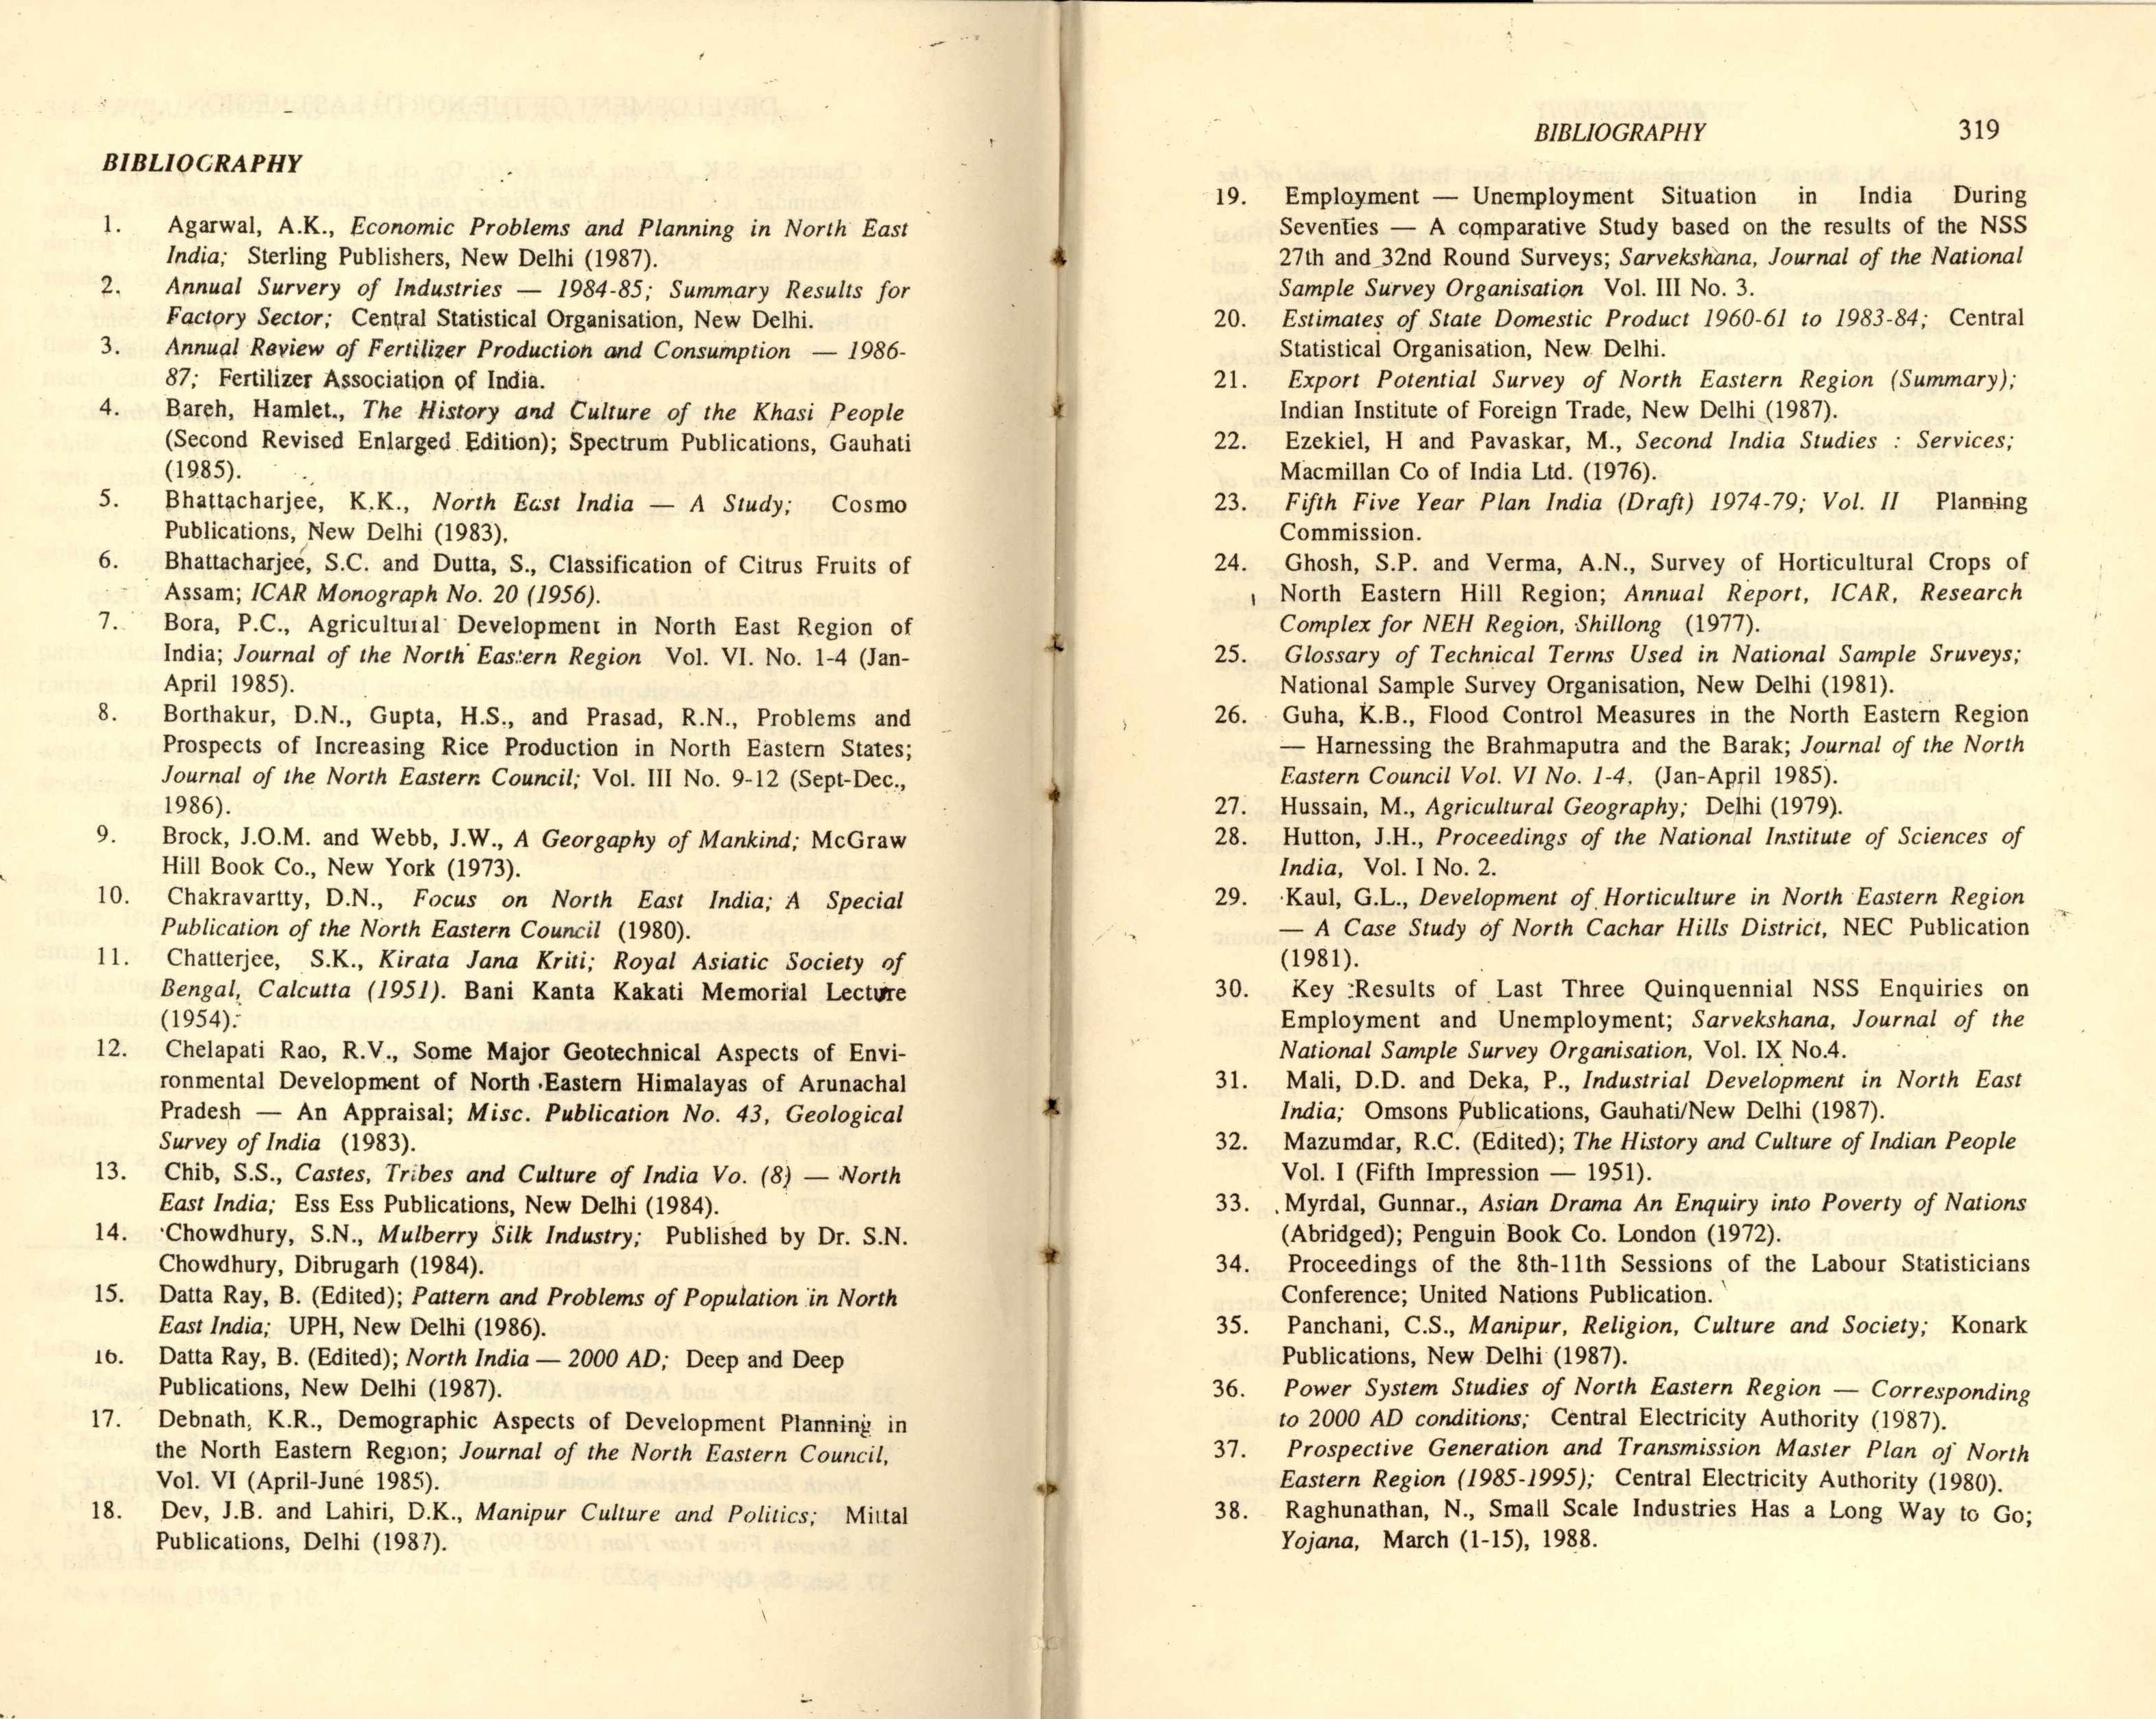 BIBLIOGRAPHY
1. Agarwal, A.K., Economic Problems and Planning in North East
India; Sterling Publishers, New Delhi (1987).
2. Annual Survery of Industries — 1984-85; Summary Results for
Factory Sector; Central Statistical Organisation, New Delhi.
3. Annual Review of Fertilizer Production and Consumption — 1986-
87; Fertilizer Association of India.
4. Bareh, Hamlet., The History and Culture of the Khasi People
(Second Revised Enlarged Edition); Spectrum Publications, Gauhati
(1985).
5. Bhattacharjee, K.K., North East India — A Study; Cosmo
Publications, New Delhi (1983).
6. Bhattacharjee, S.C. and Dutta, S., Classification of Citrus Fruits of
Assam; ICAR Monograph No. 20 (1956).
7. Bora, P.C., Agricultural Development in North East Region of
India; Journal of the North Eastern Region Vol. VI. No. 1-4 (Jan-
April 1985).
8. Borthakur, D.N., Gupta, H.S., and Prasad, R.N., Problems and
Prospects of Increasing Rice Production in North Eastern States;
Journal of the North Eastern Council; Vol. III No. 9-12 (Sept-Dec.,
1986).
9. Brock, J.O.M. and Webb, J.W., A Georgaphy of Mankind; McGraw
Hill Book Co., New York (1973).
10. Chakravartty, D.N., Focus on North East India; A Special
Publication of the North Eastern Council (1980).
11. Chatterjee, S.K., Kirata Jana Kriti; Royal Asiatic Society of
Bengal, Calcutta (1951). Bani Kanta Kakati Memorial Lecture
(1954).
12. Chelapati Rao, R.V., Some Major Geotechnical Aspects of Envi-
ronmental Development of North Eastern Himalayas of Arunachal
Pradesh — An Appraisal; Misc. Publication No. 43, Geological
Survey of India (1983).
13. Chib, S.S., Castes, Tribes and Culture of India Vo. (8) — North
East India; Ess Ess Publications, New Delhi (1984).
14. Chowdhury, S.N., Mulberry Silk Industry; Published by Dr. S.N.
Chowdhury, Dibrugarh (1984).
15. Datta Ray, B. (Edited); Pattern and Problems of Population in North
East India; UPH, New Delhi (1986).
16. Datta Ray, B. (Edited); North India — 2000 AD; Deep and Deep
Publications, New Delhi (1987).
17. Debnath, K.R., Demographic Aspects of Development Planning in
the North Eastern Region; Journal of the North Eastern Council,
Vol. VI (April-June 1985).
18. Dev, J.B. and Lahiri, D.K., Manipur Culture and Politics; Mittal
Publications, Delhi (1987).
BIBLIOGRAPHY 319
19. Employment — Unemployment Situation in India During
Seventies — A comparative Study based on the results of the NSS
27th and 32nd Round Surveys; Sarvekshana, Journal of the National
Sample Survey Organisation Vol. III No. 3.
20. Estimates of State Domestic Product 1960-61 to 1983-84; Central
Statistical Organisation, New Delhi.
21. Export Potential Survey of North Eastern Region (Summary);
Indian Institute of Foreign Trade, New Delhi (1987).
22. Ezekiel, H and Pavaskar, M., Second India Studies : Services;
Macmillan Co of India Ltd. (1976).
23. Fifth Five Year Plan India (Draft) 1974-79; Vol. II Planning
Commission.
24. Ghosh, S.P. and Verma, A.N., Survey of Horticultural Crops of
North Eastern Hill Region; Annual Report, ICAR, Research
Complex for NEH Region, Shillong (1977).
25. Glossary of Technical Terms Used in National Sample Sruveys;
National Sample Survey Organisation, New Delhi (1981).
26. Guha, K.B., Flood Control Measures in the North Eastern Region
— Harnessing the Brahmaputra and the Barak; Journal of the North
Eastern Council Vol. VI No. 1-4, (Jan-April 1985).
27. Hussain, M., Agricultural Geography; Delhi (1979).
28. Hutton, J.H., Proceedings of the National Institute of Sciences of
India, Vol. I No. 2.
29. Kaul, G.L., Development of Horticulture in North Eastern Region
— A Case Study of North Cachar Hills District, NEC Publication
(1981).
30. Key Results of Last Three Quinquennial NSS Enquiries on
Employment and Unemployment; Sarvekshana, Journal of the
National Sample Survey Organisation, Vol. IX No.4.
31. Mali, D.D. and Deka, P., Industrial Development in North East
India; Omsons Publications, Gauhati/New Delhi (1987).
32. Mazumdar, R.C. (Edited); The History and Culture of Indian People
Vol. I (Fifth Impression — 1951).
33. Myrdal, Gunnar., Asian Drama An Enquiry into Poverty of Nations
(Abridged); Penguin Book Co. London (1972).
34. Proceedings of the 8th-11th Sessions of the Labour Statisticians
Conference; United Nations Publication.
35. Panchani, C.S., Manipur, Religion, Culture and Society; Konark
Publications, New Delhi (1987).
36. Power System Studies of North Eastern Region — Corresponding
to 2000 AD conditions; Central Electricity Authority (1987).
37. Prospective Generation and Transmission Master Plan of North
Eastern Region (1985-1995); Central Electricity Authority (1980).
38. Raghunathan, N., Small Scale Industries Has a Long Way to Go;
Yojana, March (1-15), 1988.